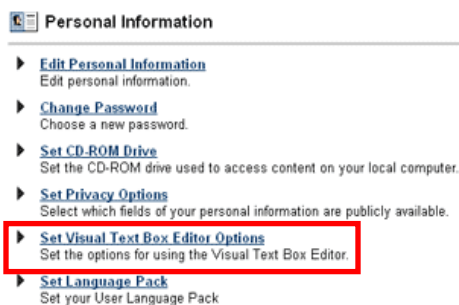 Personal Information
Edit Personal Information
Edit personal information.
Change Password
Choose a new password.
Set CD-ROM Drive
Set the CD-ROM drive used to access content on your local computer.
Set Privacy Options
Select which fields of your personal information are publicly available.
Set Visual Text Box Editor Options
Set the options for using the Visual Text Box Editor.
Set Language Pack
Set your User Language Pack